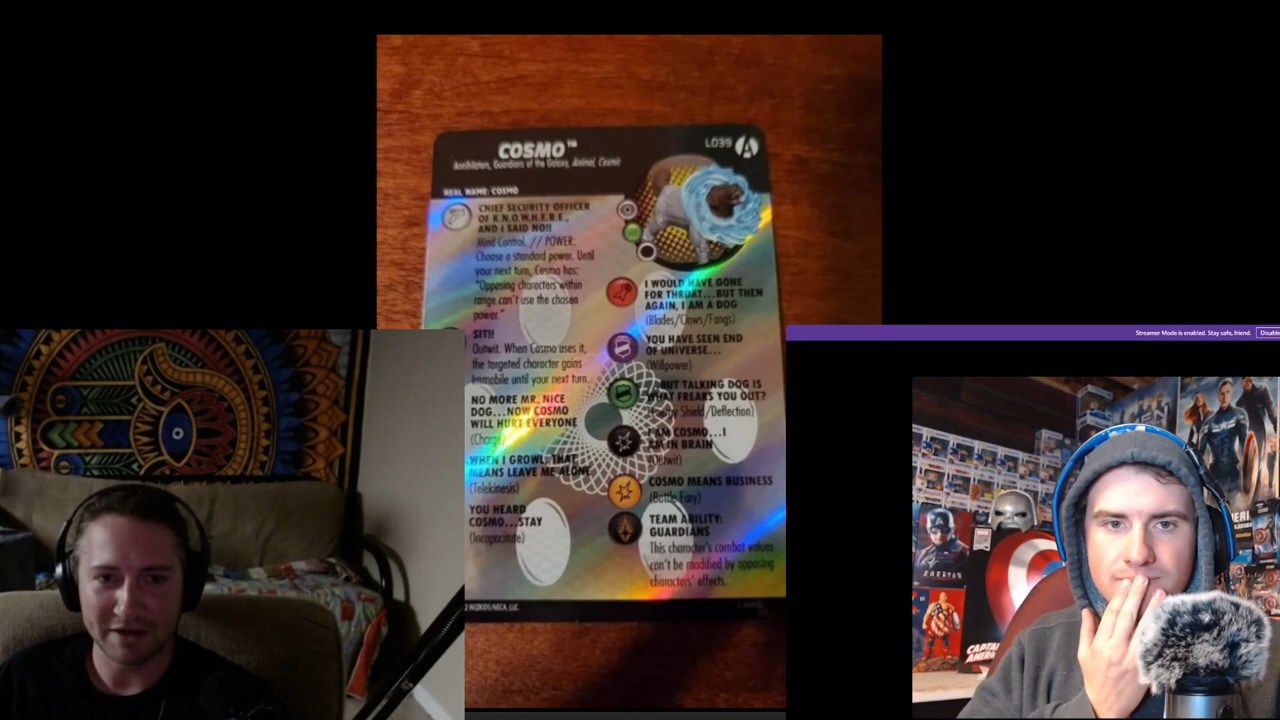 COSMO™
L039
Annihilators, Guardians of the Galaxy, Animal, Cosmic
REAL NAME: COSMO
CHIEF SECURITY OFFICER
OF K.N.O.W.H.E.R.E.,
AND I SAID NO!!
Mind Control. // POWER:
Choose a standard power. Until
your next turn, Cosmo has:
"Opposing characters within
range can't use the chosen
power."
SIT!!
Outwit. When Cosmo uses it,
the targeted character gains
Immobile until your next turn.
NO MORE MR. NICE
DOG...NOW COSMO
WILL HURT EVERYONE
(Charge)
WHEN I GROWL, THAT
MEANS LEAVE ME ALONE
(Telekinesis)
YOU HEARD
COSMO...STAY
(Incapacitate)
I WOULD HAVE GONE
FOR THROAT...BUT THEN
AGAIN, I AM A DOG
(Blades/Claws/Fangs)
YOU HAVE SEEN END
OF UNIVERSE...
(Willpower)
...BUT TALKING DOG IS
WHAT FREAKS YOU OUT?
(Energy Shield/Deflection)
I AM COSMO...I
AM IN BRAIN
(Outwit)
COSMO MEANS BUSINESS
(Battle Fury)
TEAM ABILITY:
GUARDIANS
This character's combat values
can't be modified by opposing
characters' effects.
WIZKIDS/NECA, LLC.
Streamer Mode is enabled. Stay safe, friend.
Disable
CAPTAIN
AMERICA